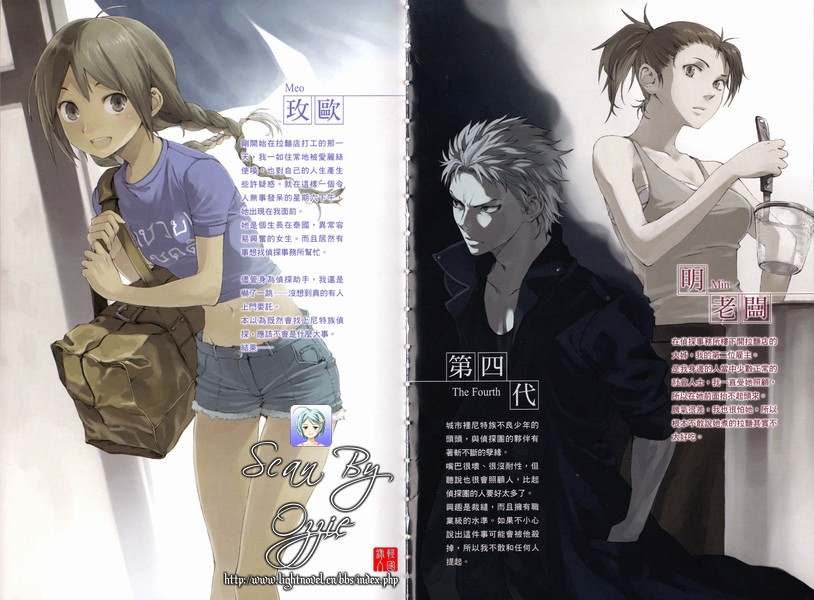 Meo
玫歐
剛開始在拉麵店打工的那一
天，我一如往常地被愛麗絲
使喚，也對自己的人生產生
些許疑惑。就在這樣一個令
人無事發呆的星期六下午，
她出現在我面前。
她是個生長在泰國，異常容
易興奮的女生。而且居然有
事想找偵探事務所幫忙。
儘管身為偵探助手，我還是
嚇了一跳——沒想到真的有人
上門委託。
本以為既然會找上尼特族偵
探，應該不會是什麼大事。
結果——
Scan By
Ozzie
http://www.lightnovel.cn/bbs/index.php
第四代
The Fourth
城市裡尼特族不良少年的
頭頭，與偵探團的夥伴有
著斬不斷的孽緣。
嘴巴很壞、很沒耐性，但
聽說也很會照顧人，比起
偵探團的人要好太多了。
興趣是裁縫，而且擁有職
業級的水準。如果不小心
說出這件事可能會被他殺
掉，所以我不敢和任何人
提起。
明老闆
Min
在偵探事務所樓下開拉麵店的
大姊，我的第二位雇主。
是我身邊的人當中少數正常的
社會人士，我一直受她照顧，
所以在她面前抬不起頭來。
脾氣很差，我也很怕她，所以
根本不敢說她煮的拉麵其實不
太好吃。